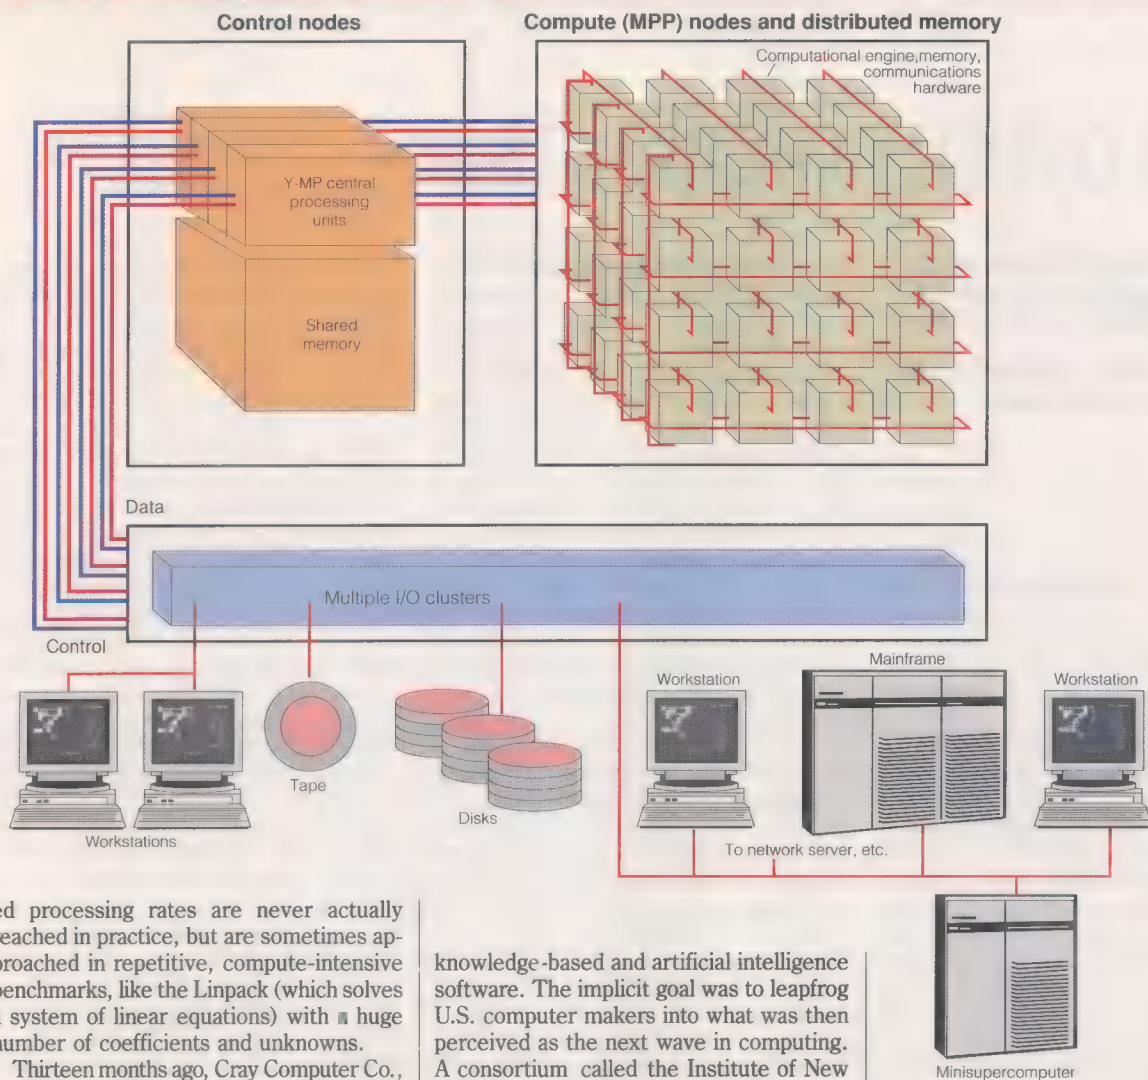 Control nodes
Compute (MPP) nodes and distributed memory
Computational engine,memory,
communications
hardware
Y-MP central
processing
units
Shared
memory
Data
Multiple I/O clusters
Control
Mainframe
Workstation
Workstation
Tape
Disks
Workstations
To network server, etc.
Minisupercomputer
ed processing rates are never actually
reached in practice, but are sometimes ap-
proached in repetitive, compute-intensive
benchmarks, like the Linpack (which solves
a system of linear equations) with a huge
number of coefficients and unknowns.
Thirteen months ago, Cray Computer Co.,
knowledge-based and artificial intelligence
software. The implicit goal was to leapfrog
U.S. computer makers into what was then
perceived as the next wave in computing.
A consortium called the Institute of New